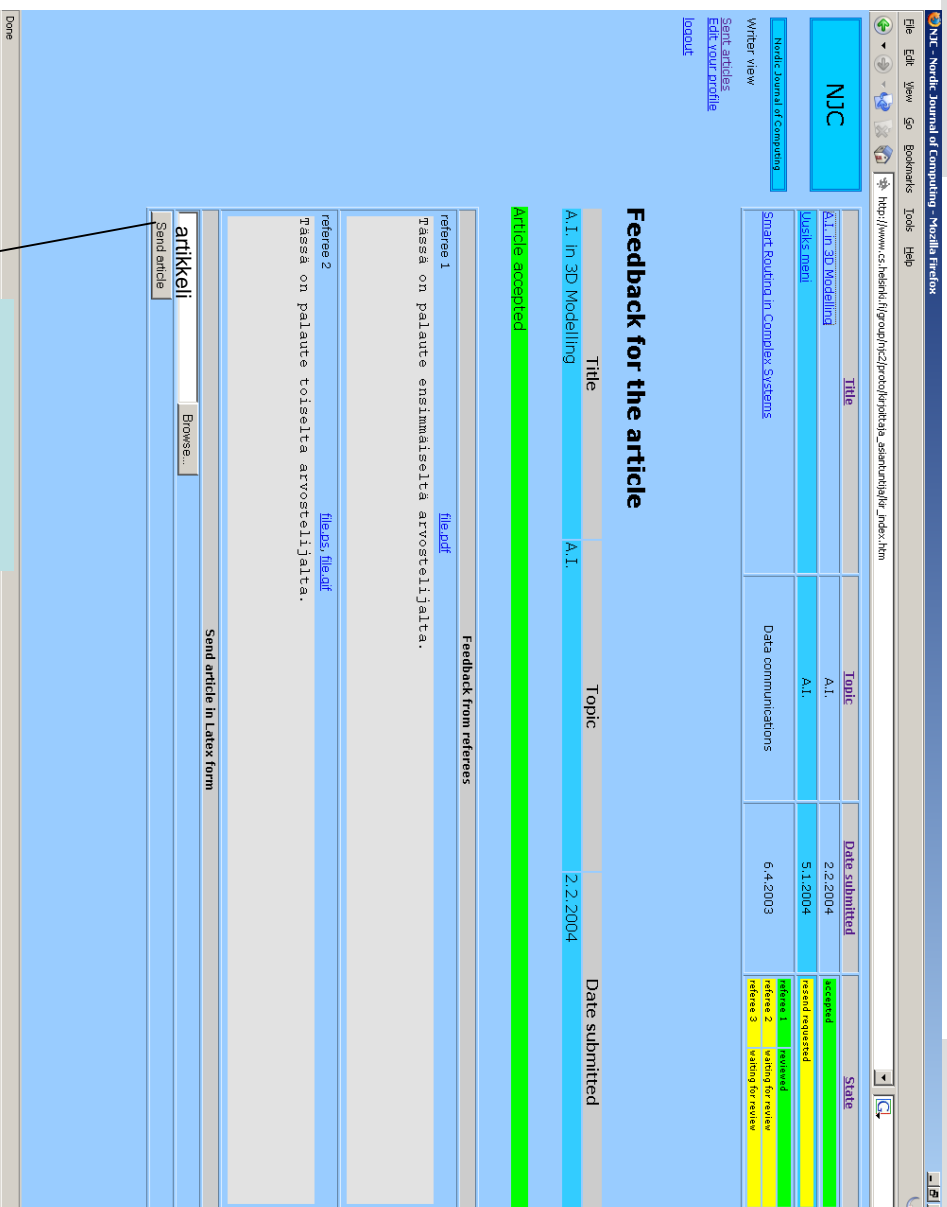 NJC - Nordic Journal of Computing - Mozilla Firefox
File Edit View Go Bookmarks Tools Help
http://www.cs.helsinki.fi/group/njc2/proto/kirjoittaja_asiantuntija/kir_index.htm
G
NJC
Nordic Journal of Computing
Writer view
Sent articles
Edit your profile
logout
Title Topic Date submitted State
A.I. in 3D Modelling A.I. 2.2.2004 accepted
Uusiks meni A.I. 5.1.2004 resend requested
Smart Routing in Complex Systems Data communications 6.4.2003
referee 1 reviewed
referee 2 waiting for review
referee 3 waiting for review
Feedback for the article
Title Topic Date submitted
A.I. in 3D Modelling A.I. 2.2.2004
Article accepted
Feedback from referees
referee 1 file.pdf
Tässä on palaute ensimmäiseltä arvostelijalta.
referee 2 file.ps, file.gif
Tässä on palaute toiselta arvostelijalta.
Send article in Latex form
artikkeli Browse...
Send article
Done